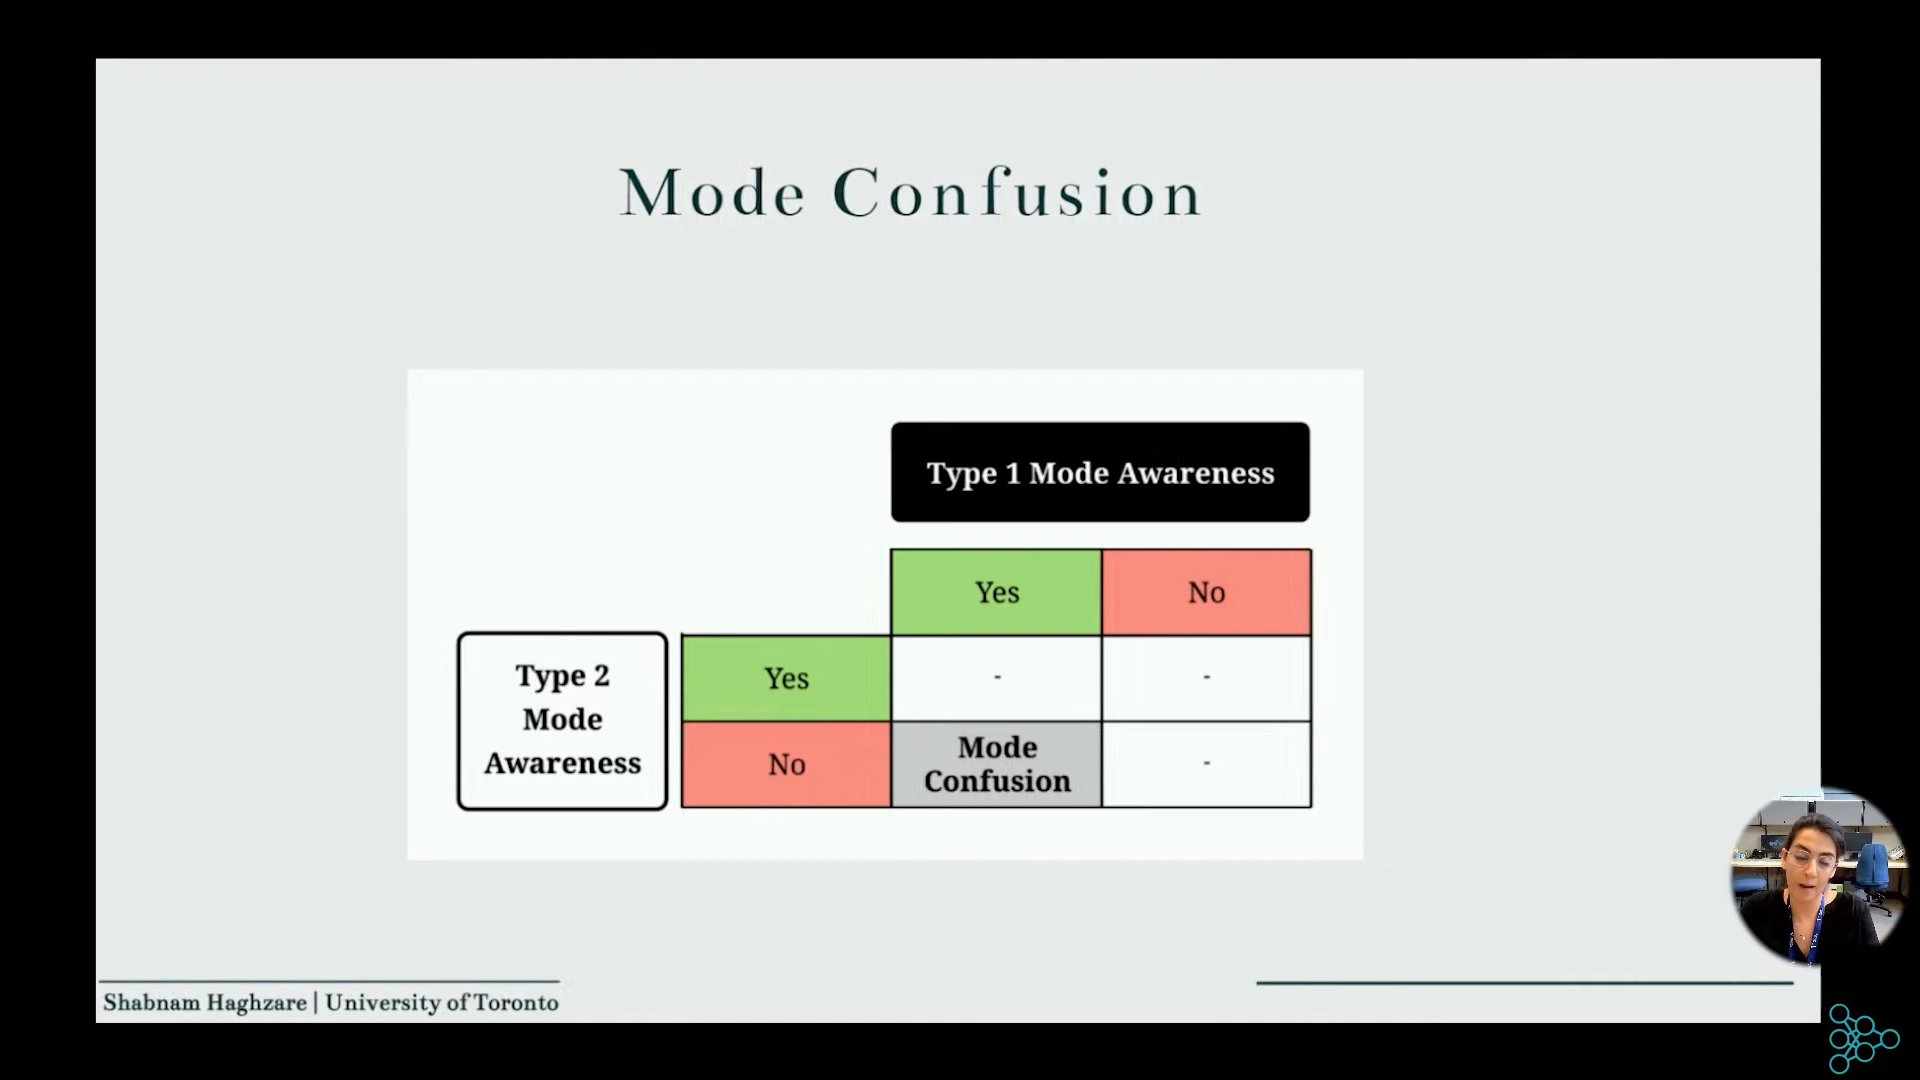 Mode Confusion
Type 1 Mode Awareness
Yes No
Type 2
Mode
Awareness
Yes - -
No Mode
Confusion -
Shabnam Haghzare | University of Toronto